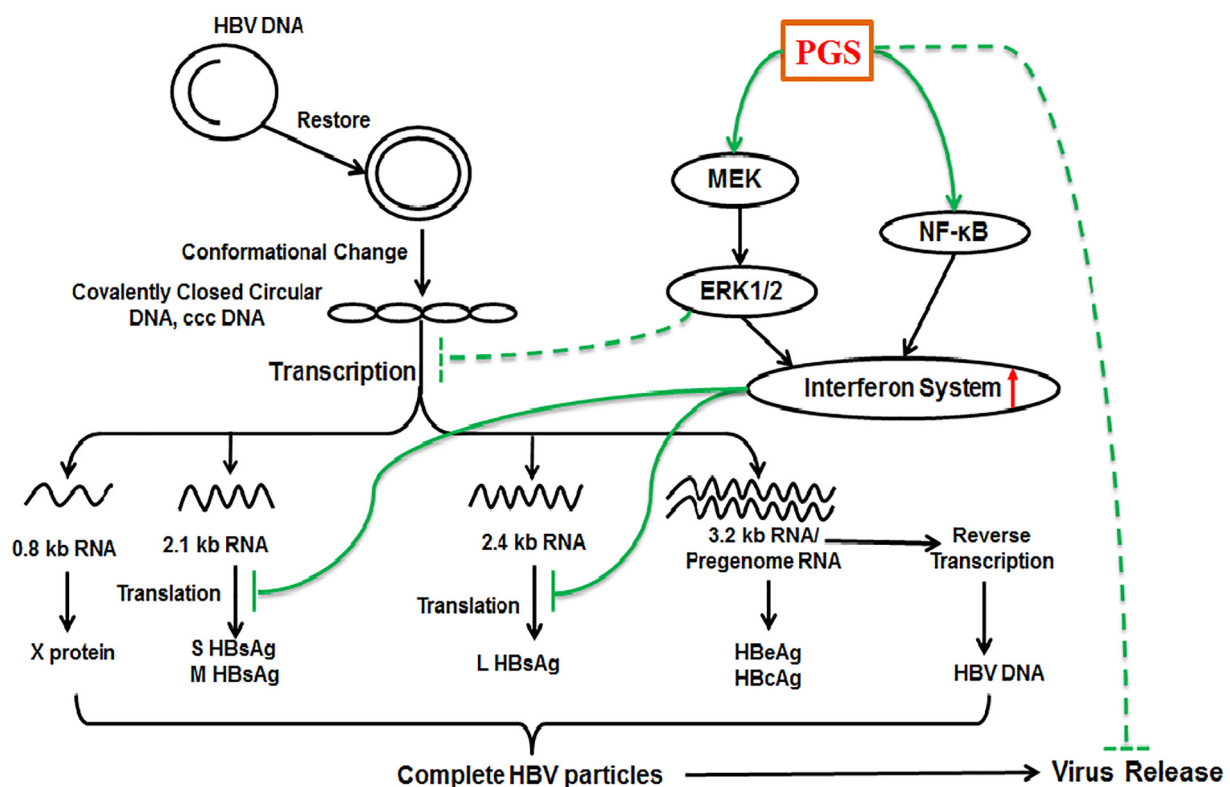 HBV DNA
PGS
Restore
MEK
NF-κB
Conformational Change
Covalently Closed Circular
DNA, ccc DNA
ERK1/2
Transcription
Interferon System
0.8 kb RNA
2.1 kb RNA
2.4 kb RNA
3.2 kb RNA/
Pregenome RNA
Reverse
Transcription
Translation
Translation
X protein
S HBsAg
M HBsAg
L HBsAg
HBeAg
HBcAg
HBV DNA
Complete HBV particles
Virus Release